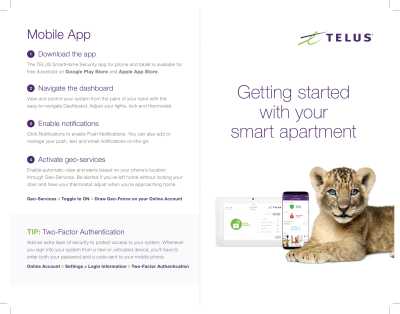 Mobile App
1 Download the app
The TELUS SmartHome Security app for phone and tablet is available for
free download on Google Play Store and Apple App Store.
2 Navigate the dashboard
View and control your system from the palm of your hand with the
easy-to-navigate Dashboard. Adjust your lights, lock and thermostat.
3 Enable notifications
Click Notifications to enable Push Notifications. You can also add or
manage your push, text and email notifications on the go.
4 Activate geo-services
Enable automatic view and alerts based on your phone's location
through Geo-Services. Be alerted if you've left home without locking your
door and have your thermostat adjust when you're approaching home.
Geo-Services > Toggle to ON > Draw Geo-Fence on your Online Account
TIP: Two-Factor Authentication
Add an extra layer of security to protect access to your system. Whenever
you sign into your system from a new or untrusted device, you'll need to
enter both your password and a code sent to your mobile phone.
Online Account > Settings > Login Information > Two-Factor Authentication
TELUS
Getting started
with your
smart apartment